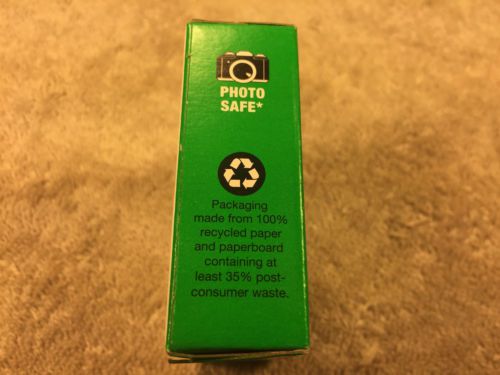 PHOTO
SAFE*
Packaging
made from 100%
recycled paper
and paperboard
containing at
least 35% post-
consumer waste.